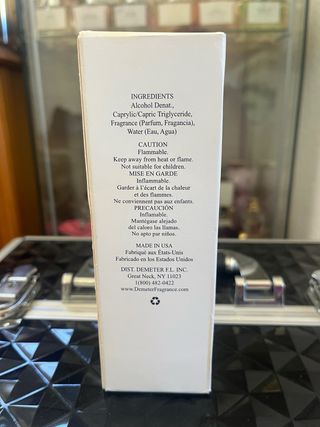 INGREDIENTS
Alcohol Denat.,
Caprylic/Capric Triglyceride,
Fragrance (Parfum, Fragancia),
Water (Eau, Agua)
CAUTION
Flammable.
Keep away from heat or flame.
Not suitable for children.
MISE EN GARDE
Inflammable.
Garder à l'écart de la chaleur
et des flammes.
Ne conviennent pas aux enfants.
PRECAUCIÓN
Inflamable.
Mantégase alejado
del caloro las llamas.
No apto par niños.
MADE IN USA
Fabriqué aux États-Unis
Fabricado en los Estados Unidos
DIST. DEMETER F.L. INC.
Great Neck, NY 11023
1(800) 482-0422
www.DemeterFragrance.com